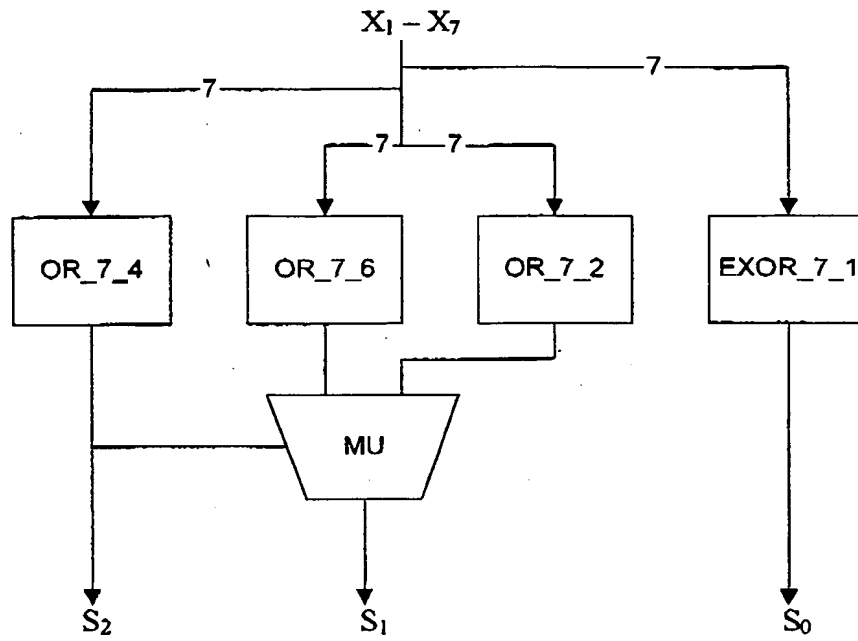 X₁ – X₇
7
7
7
7
OR_7_4
OR_7_6
OR_7_2
EXOR_7_1
MU
S₂
S₁
S₀